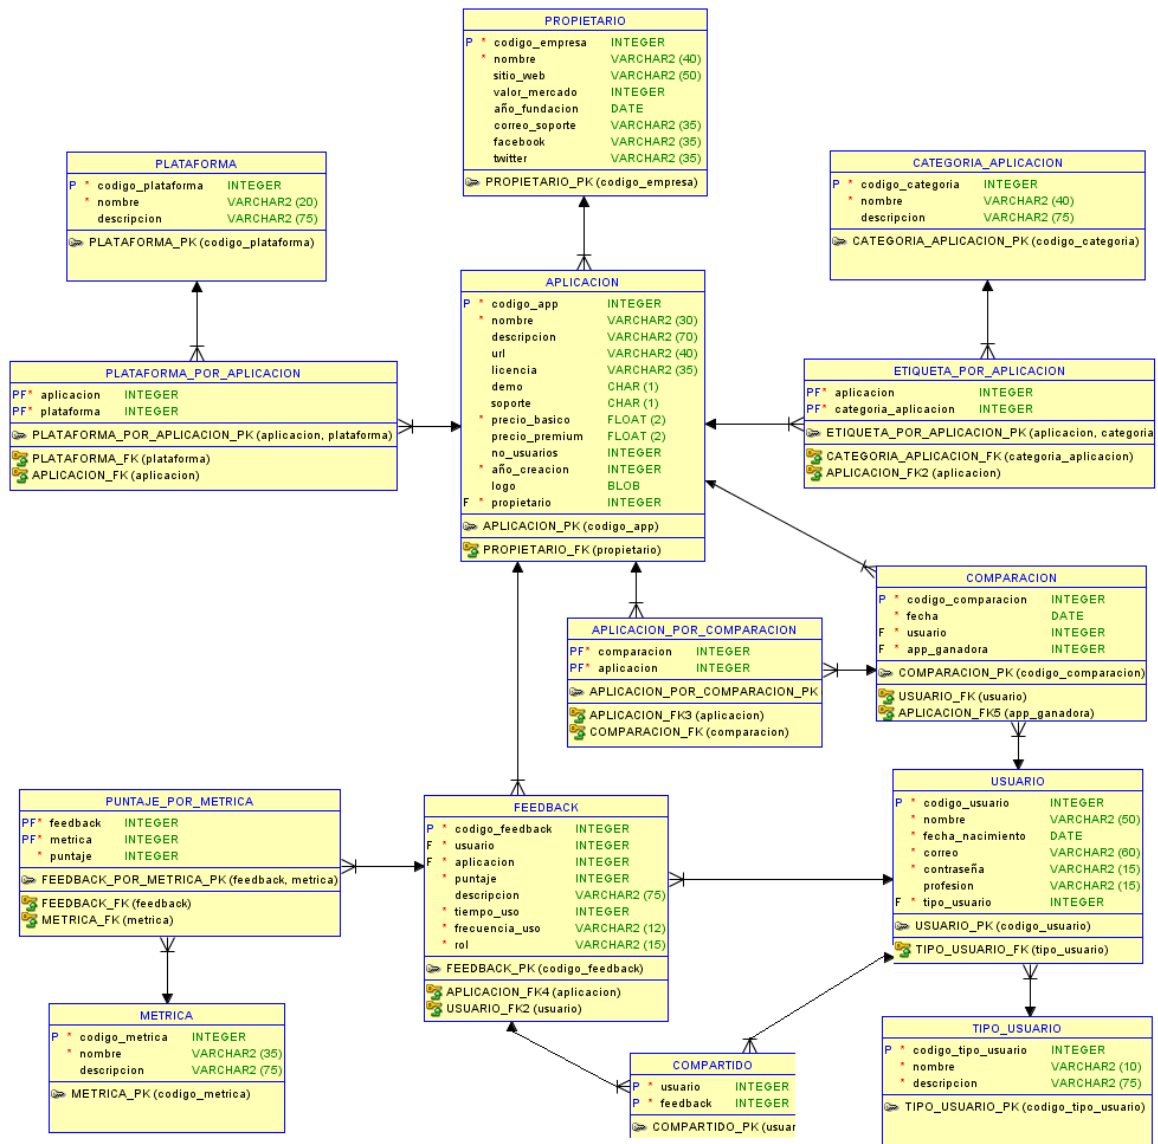 PROPIETARIO
P * codigo_empresa INTEGER
* nombre VARCHAR2 (40)
sitio_web VARCHAR2 (50)
valor_mercado INTEGER
año_fundacion DATE
correo_soporte VARCHAR2 (35)
facebook VARCHAR2 (35)
twitter VARCHAR2 (35)
PROPIETARIO_PK (codigo_empresa)
PLATAFORMA
P * codigo_plataforma INTEGER
* nombre VARCHAR2 (20)
descripcion VARCHAR2 (75)
PLATAFORMA_PK (codigo_plataforma)
CATEGORIA_APLICACION
P * codigo_categoria INTEGER
* nombre VARCHAR2 (40)
descripcion VARCHAR2 (75)
CATEGORIA_APLICACION_PK (codigo_categoria)
APLICACION
P * codigo_app INTEGER
* nombre VARCHAR2 (30)
descripcion VARCHAR2 (70)
url VARCHAR2 (40)
licencia VARCHAR2 (35)
demo CHAR (1)
soporte CHAR (1)
* precio_basico FLOAT (2)
precio_premium FLOAT (2)
no_usuarios INTEGER
* año_creacion INTEGER
logo BLOB
F * propietario INTEGER
APLICACION_PK (codigo_app)
PROPIETARIO_FK (propietario)
PLATAFORMA_POR_APLICACION
PF* aplicacion INTEGER
PF* plataforma INTEGER
PLATAFORMA_POR_APLICACION_PK (aplicacion, plataforma)
PLATAFORMA_FK (plataforma)
APLICACION_FK (aplicacion)
ETIQUETA_POR_APLICACION
PF* aplicacion INTEGER
PF* categoria_aplicacion INTEGER
ETIQUETA_POR_APLICACION_PK (aplicacion, categoria
CATEGORIA_APLICACION_FK (categoria_aplicacion)
APLICACION_FK2 (aplicacion)
COMPARACION
P * codigo_comparacion INTEGER
* fecha DATE
F * usuario INTEGER
F * app_ganadora INTEGER
COMPARACION_PK (codigo_comparacion)
USUARIO_FK (usuario)
APLICACION_FK5 (app_ganadora)
APLICACION_POR_COMPARACION
PF* comparacion INTEGER
PF* aplicacion INTEGER
APLICACION_POR_COMPARACION_PK
APLICACION_FK3 (aplicacion)
COMPARACION_FK (comparacion)
PUNTAJE_POR_METRICA
PF* feedback INTEGER
PF* metrica INTEGER
* puntaje INTEGER
FEEDBACK_POR_METRICA_PK (feedback, metrica)
FEEDBACK_FK (feedback)
METRICA_FK (metrica)
FEEDBACK
P * codigo_feedback INTEGER
F * usuario INTEGER
F * aplicacion INTEGER
* puntaje INTEGER
descripcion VARCHAR2 (75)
* tiempo_uso INTEGER
* frecuencia_uso VARCHAR2 (12)
* rol VARCHAR2 (15)
FEEDBACK_PK (codigo_feedback)
APLICACION_FK4 (aplicacion)
USUARIO_FK2 (usuario)
USUARIO
P * codigo_usuario INTEGER
* nombre VARCHAR2 (50)
* fecha_nacimiento DATE
* correo VARCHAR2 (60)
* contraseña VARCHAR2 (15)
profesion VARCHAR2 (15)
F * tipo_usuario INTEGER
USUARIO_PK (codigo_usuario)
TIPO_USUARIO_FK (tipo_usuario)
METRICA
P * codigo_metrica INTEGER
* nombre VARCHAR2 (35)
descripcion VARCHAR2 (75)
METRICA_PK (codigo_metrica)
COMPARTIDO
P * usuario INTEGER
P * feedback INTEGER
COMPARTIDO_PK (usuar
TIPO_USUARIO
P * codigo_tipo_usuario INTEGER
* nombre VARCHAR2 (10)
* descripcion VARCHAR2 (75)
TIPO_USUARIO_PK (codigo_tipo_usuario)